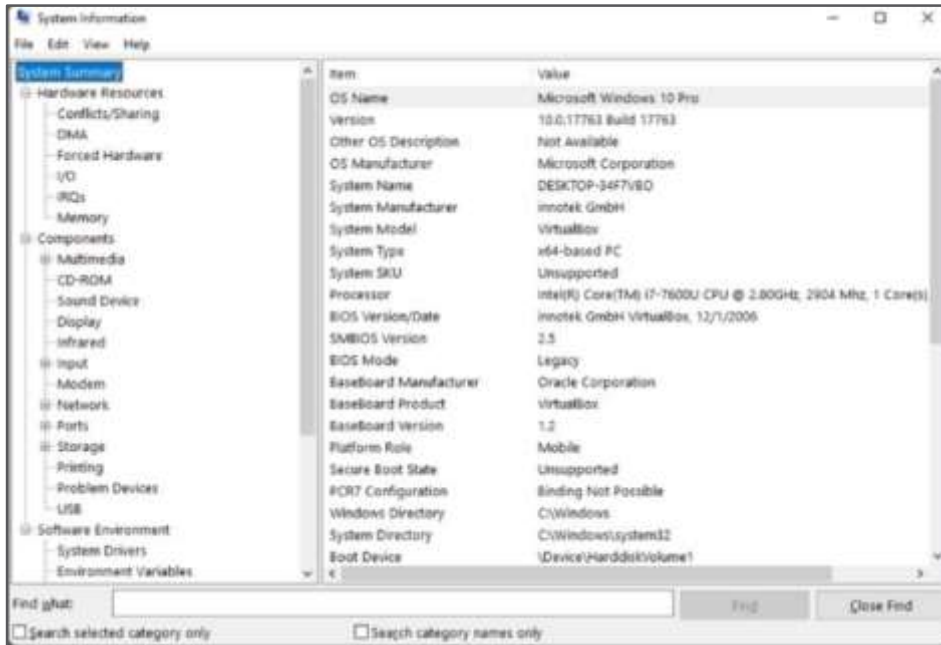 System Information
File Edit View Help
System Summary
Hardware Resources
Conflicts/Sharing
DMA
Forced Hardware
I/O
IRQs
Memory
Components
Multimedia
CD-ROM
Sound Device
Display
Infrared
Input
Modem
Network
Ports
Storage
Printing
Problem Devices
USB
Software Environment
System Drivers
Environment Variables
Item Value
OS Name Microsoft Windows 10 Pro
Version 10.0.17763 Build 17763
Other OS Description Not Available
OS Manufacturer Microsoft Corporation
System Name DESKTOP-34F7VBO
System Manufacturer innotek GmbH
System Model VirtualBox
System Type x64-based PC
System SKU Unsupported
Processor Intel(R) Core(TM) i7-7600U CPU @ 2.80GHz, 2904 Mhz, 1 Core(s)
BIOS Version/Date innotek GmbH VirtualBox, 12/1/2006
SMBIOS Version 2.5
BIOS Mode Legacy
BaseBoard Manufacturer Oracle Corporation
BaseBoard Product VirtualBox
BaseBoard Version 1.2
Platform Role Mobile
Secure Boot State Unsupported
PCR7 Configuration Binding Not Possible
Windows Directory C:\Windows
System Directory C:\Windows\system32
Boot Device \Device\HarddiskVolume1
Find what: Find Close Find
Search selected category only Search category names only